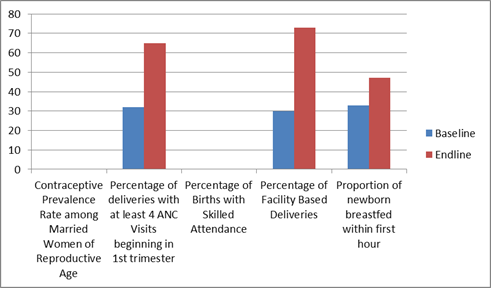 80
70
60
50
40
30
20
10
0
Contraceptive
Prevalence
Rate among
Married
Women of
Reproductive
Age
Percentage of
deliveries with
at least 4 ANC
Visits
beginning in
1st trimester
Percentage of
Births with
Skilled
Attendance
Percentage of
Facility Based
Deliveries
Proportion of
newborn
breastfed
within first
hour
Baseline
Endline